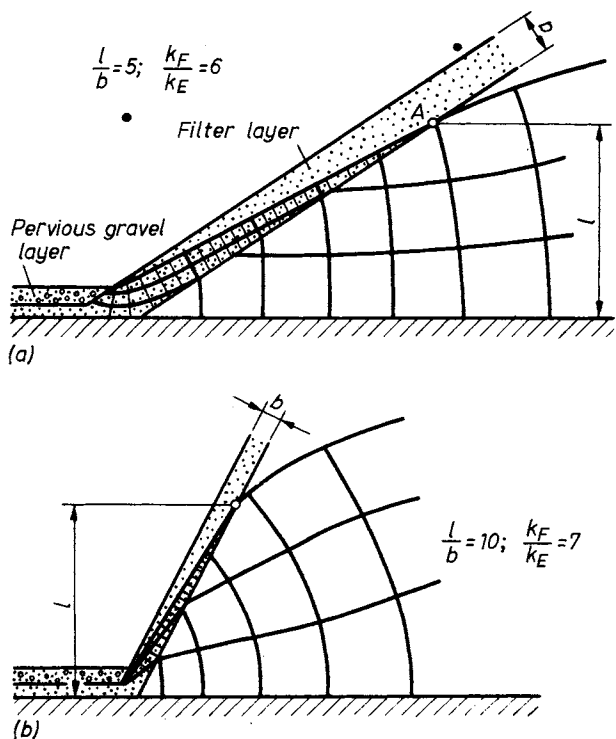 l/b = 5; k_F/k_E = 6
b
Filter layer
A
l
Pervious gravel
layer
(a)
b
l
l/b = 10; k_F/k_E = 7
(b)